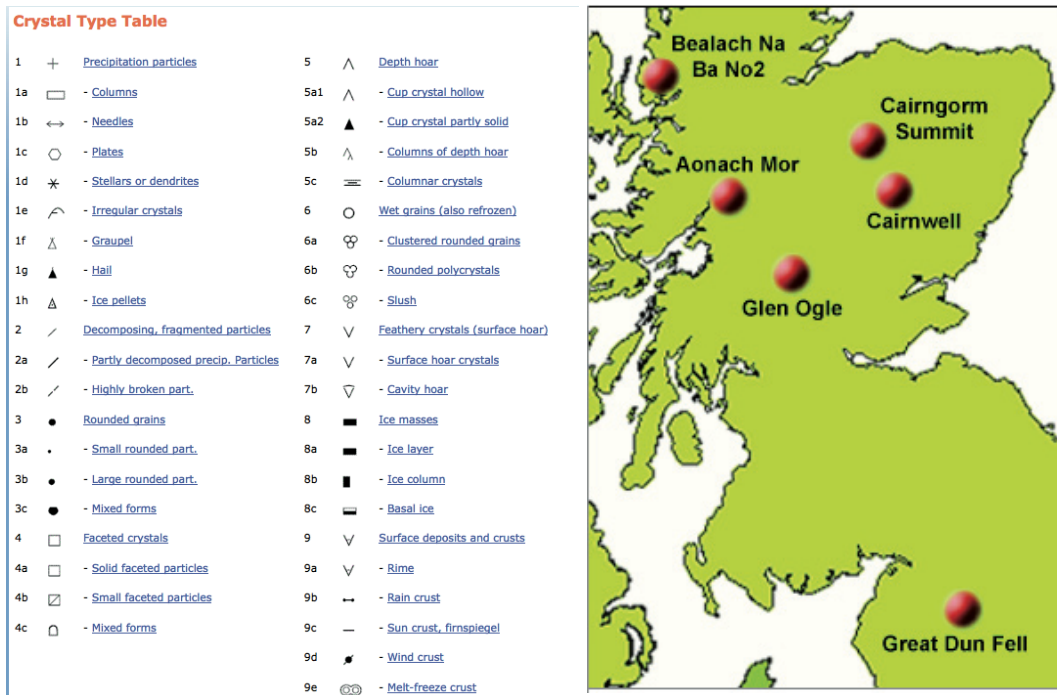 Crystal Type Table
1 Precipitation particles
1a - Columns
1b - Needles
1c - Plates
1d - Stellars or dendrites
1e - Irregular crystals
1f - Graupel
1g - Hail
1h - Ice pellets
2 Decomposing, fragmented particles
2a - Partly decomposed precip. Particles
2b - Highly broken part.
3 Rounded grains
3a - Small rounded part.
3b - Large rounded part.
3c - Mixed forms
4 Faceted crystals
4a - Solid faceted particles
4b - Small faceted particles
4c - Mixed forms
5 Depth hoar
5a1 - Cup crystal hollow
5a2 - Cup crystal partly solid
5b - Columns of depth hoar
5c - Columnar crystals
6 Wet grains (also refrozen)
6a - Clustered rounded grains
6b - Rounded polycrystals
6c - Slush
7 Feathery crystals (surface hoar)
7a - Surface hoar crystals
7b - Cavity hoar
8 Ice masses
8a - Ice layer
8b - Ice column
8c - Basal ice
9 Surface deposits and crusts
9a - Rime
9b - Rain crust
9c - Sun crust, firnspiegel
9d - Wind crust
9e - Melt-freeze crust
Bealach Na
Ba No2
Cairngorm
Summit
Aonach Mor
Cairnwell
Glen Ogle
Great Dun Fell